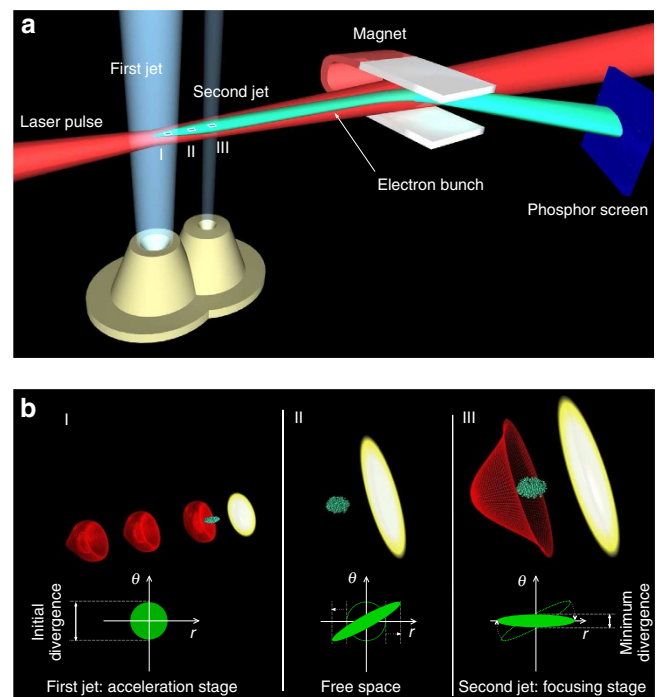 a
Magnet
First jet
Second jet
Laser pulse
I
II
III
Electron bunch
Phosphor screen
b
I
II
III
θ
θ
θ
Initial
divergence
r
r
r
Minimum
divergence
First jet: acceleration stage
Free space
Second jet: focusing stage